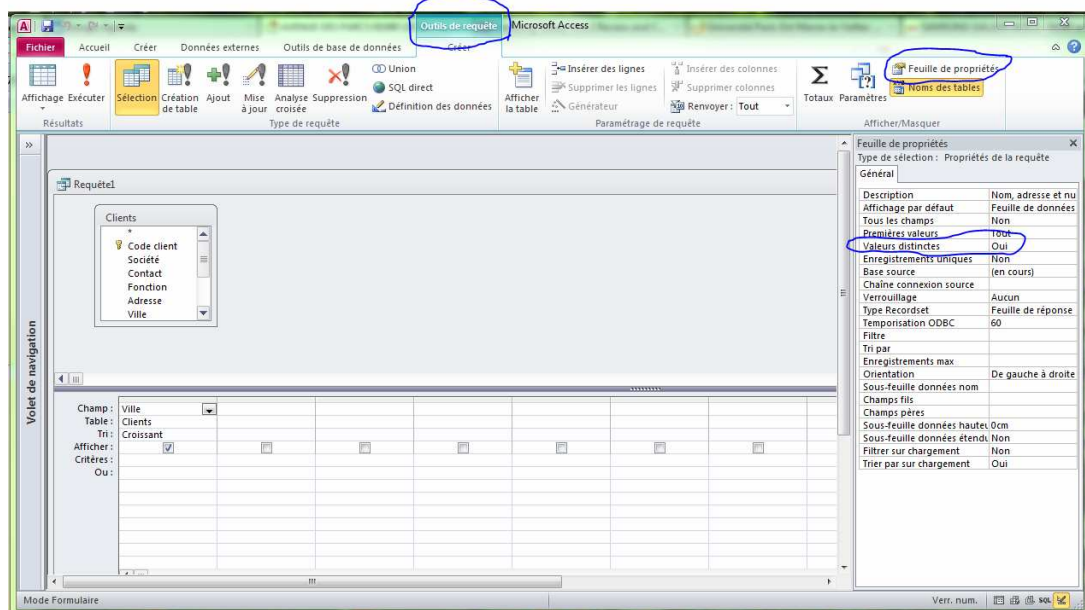 Outils de requête Microsoft Access
Fichier Accueil Créer Données externes Outils de base de données Créer
Affichage Exécuter Sélection Création de table Ajout Mise à jour Analyse croisée Suppression
Union
SQL direct
Définition des données
Afficher la table
Insérer des lignes
Supprimer les lignes
Générateur
Insérer des colonnes
Supprimer colonnes
Renvoyer : Tout
Totaux Paramètres
Feuille de propriétés
Noms des tables
Résultats Type de requête Paramétrage de requête Afficher/Masquer
Volet de navigation
Requête1
Clients
*
Code client
Société
Contact
Fonction
Adresse
Ville
Champ : Ville
Table : Clients
Tri : Croissant
Afficher :
Critères :
Ou :
Feuille de propriétés
Type de sélection : Propriétés de la requête
Général
Description Nom, adresse et nu
Affichage par défaut Feuille de données
Tous les champs Non
Premières valeurs Tout
Valeurs distinctes Oui
Enregistrements uniques Non
Base source (en cours)
Chaîne connexion source
Verrouillage Aucun
Type Recordset Feuille de réponse
Temporisation ODBC 60
Filtre
Tri par
Enregistrements max
Orientation De gauche à droite
Sous-feuille données nom
Champs fils
Champs pères
Sous-feuille données hauteu 0cm
Sous-feuille données étendu Non
Filtrer sur chargement Non
Trier par sur chargement Oui
Mode Formulaire Verr. num. SQL